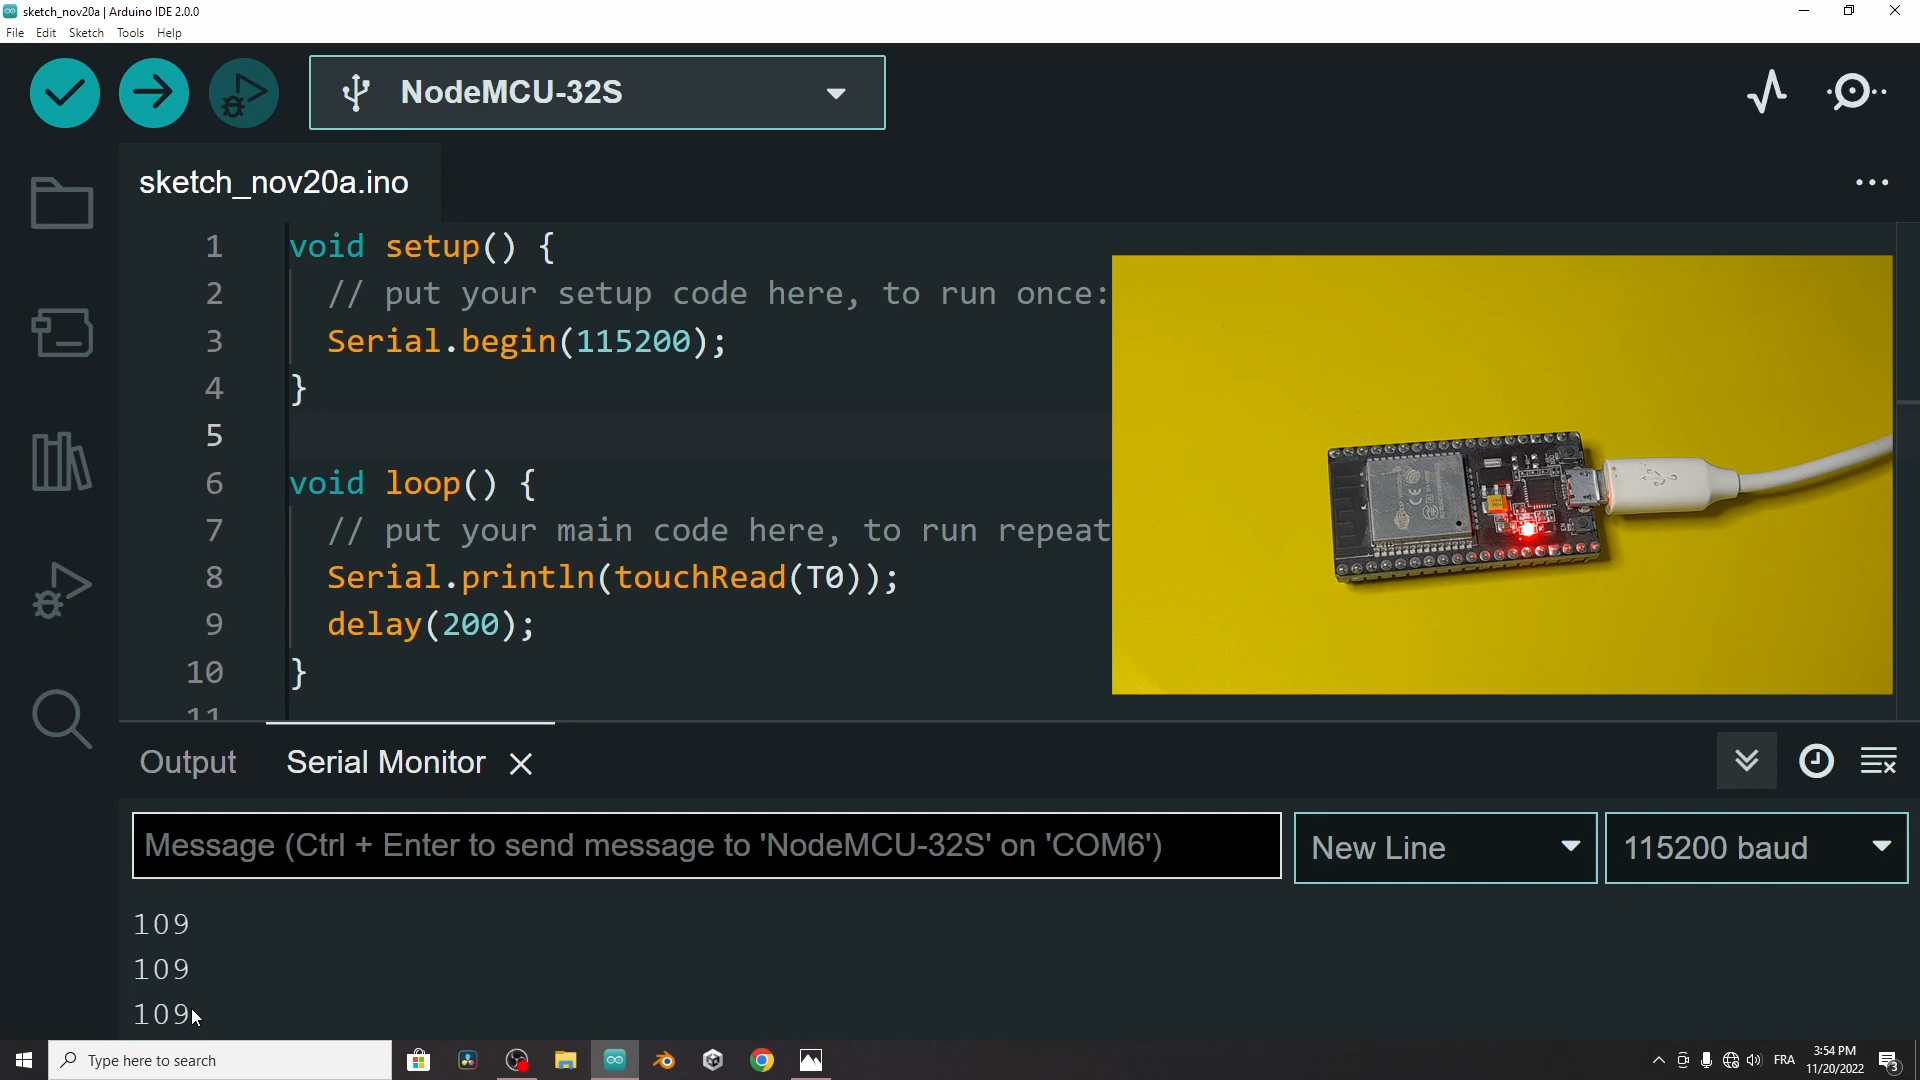 sketch_nov20a | Arduino IDE 2.0.0
File Edit Sketch Tools Help
NodeMCU-32S
sketch_nov20a.ino
1 void setup() {
2 // put your setup code here, to run once:
3 Serial.begin(115200);
4 }
5
6 void loop() {
7 // put your main code here, to run repeat
8 Serial.println(touchRead(T0));
9 delay(200);
10 }
11
Output Serial Monitor
Message (Ctrl + Enter to send message to 'NodeMCU-32S' on 'COM6')
New Line
115200 baud
109
109
109
Type here to search
FRA
3:54 PM
11/20/2022
3